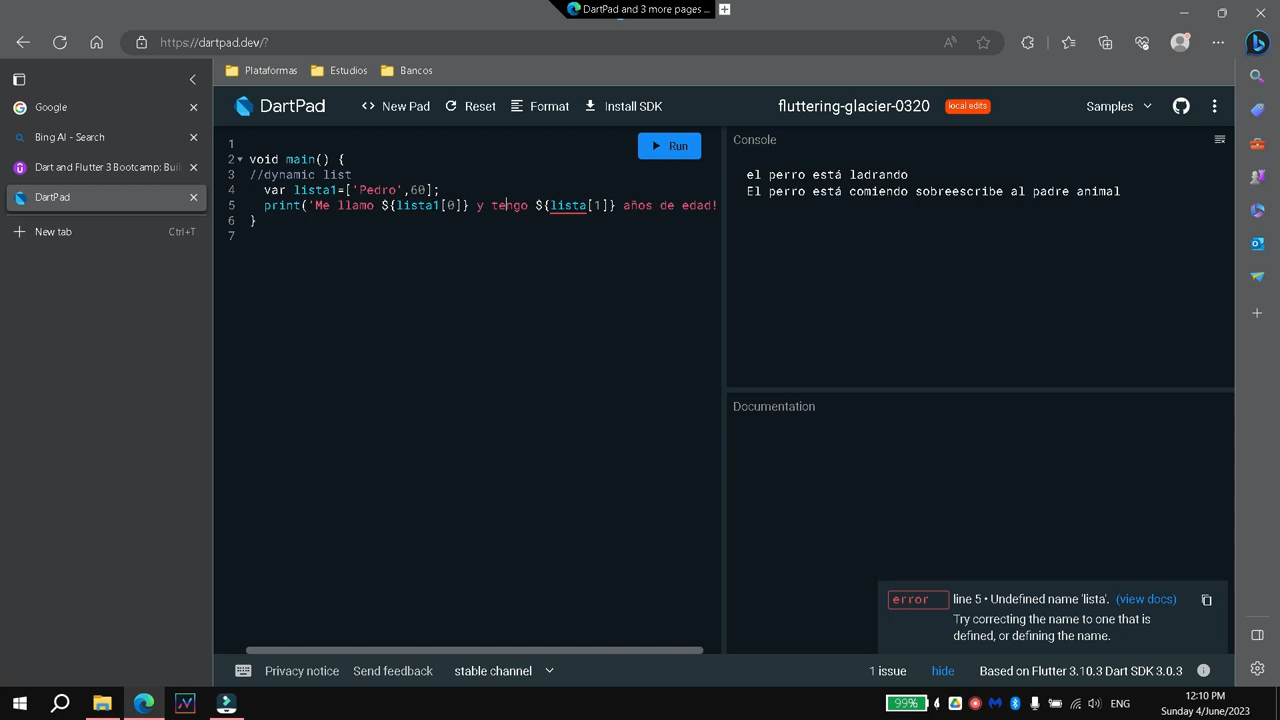 DartPad and 3 more pages ...
https://dartpad.dev/?
Plataformas
Estudios
Bancos
Google
Bing AI - Search
Dart and Flutter 3 Bootcamp: Buil
DartPad
New tab
Ctrl+T
DartPad
<> New Pad
Reset
Format
Install SDK
fluttering-glacier-0320
local edits
Samples
Run
1
2 void main() {
3 //dynamic list
4 var lista1=['Pedro',60];
5 print('Me llamo ${lista1[0]} y tengo ${lista[1]} años de edad!
6 }
7
Console
el perro está ladrando
El perro está comiendo sobreescribe al padre animal
Documentation
error
line 5 • Undefined name 'lista'. (view docs)
Try correcting the name to one that is
defined, or defining the name.
Privacy notice
Send feedback
stable channel
1 issue
hide
Based on Flutter 3.10.3 Dart SDK 3.0.3
99%
ENG
12:10 PM
Sunday 4/June/2023